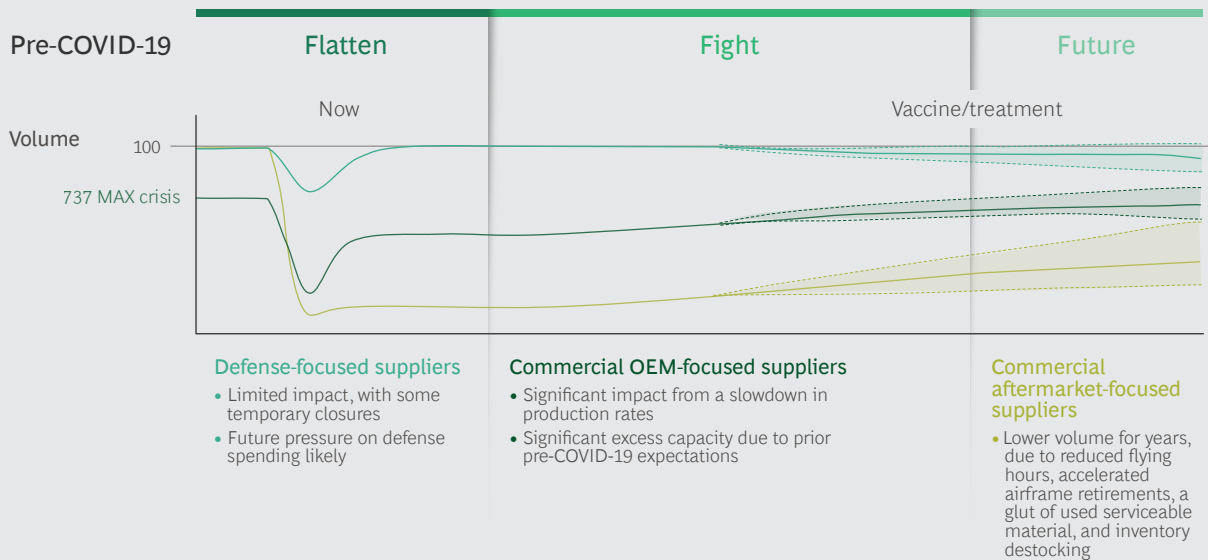 Pre-COVID-19
Flatten
Fight
Future
Now
Vaccine/treatment
Volume
100
737 MAX crisis
Defense-focused suppliers
• Limited impact, with some
temporary closures
• Future pressure on defense
spending likely
Commercial OEM-focused suppliers
• Significant impact from a slowdown in
production rates
• Significant excess capacity due to prior
pre-COVID-19 expectations
Commercial
aftermarket-focused
suppliers
• Lower volume for years,
due to reduced flying
hours, accelerated
airframe retirements, a
glut of used serviceable
material, and inventory
destocking